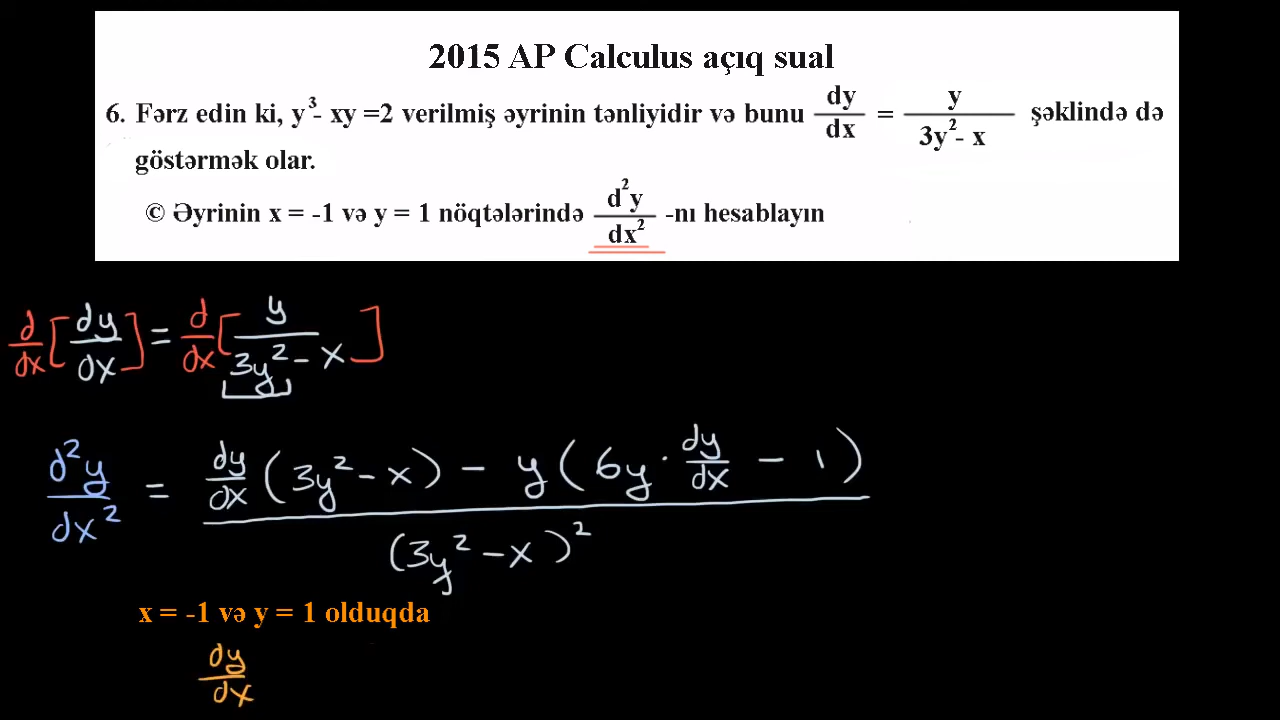 2015 AP Calculus açıq sual
6. Fərz edin ki, y³- xy =2 verilmiş əyrinin tənliyidir və bunu dy/dx = y/(3y²- x) şəklində də
göstərmək olar.
© Əyrinin x = -1 və y = 1 nöqtələrində d²y/dx² -nı hesablayın
d/dx [dy/dx] = d/dx [y/(3y² - x)]
d²y/dx² = (dy/dx (3y² - x) - y(6y · dy/dx - 1))/(3y² - x)²
x = -1 və y = 1 olduqda
dy/dx